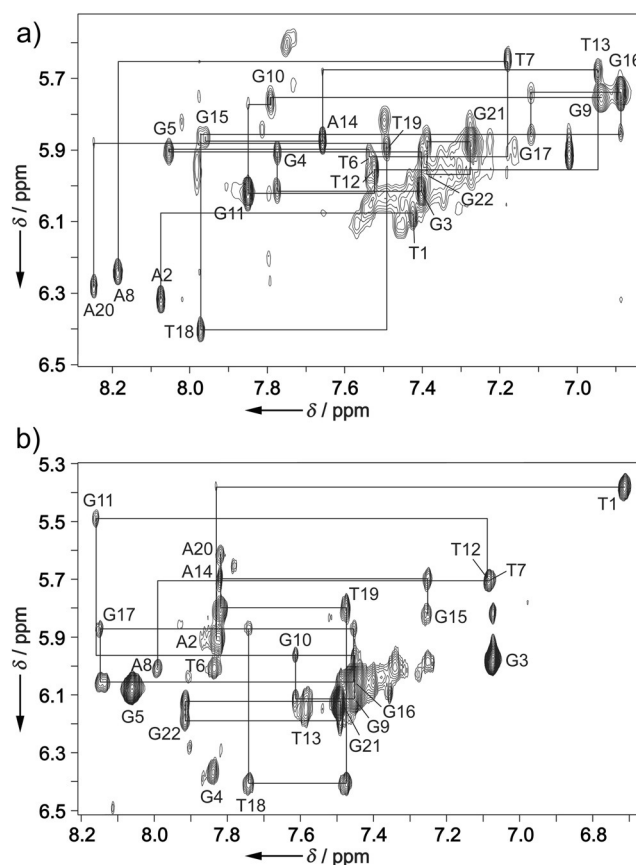 a)
5.7
5.9
6.1
6.3
6.5
δ / ppm
T7
T13
G16
G10
G9
G15
A14
G21
G5
G4
T19
G17
T6
T12
G22
G11
G3
T1
A2
A8
A20
T18
8.2
8.0
7.8
7.6
7.4
7.2
7.0
δ / ppm
b)
5.3
5.5
5.7
5.9
6.1
6.3
6.5
δ / ppm
T1
G11
A20
T12
T7
A14
T19
G17
G15
A2
G10
A8
T6
G3
G5
G16
G9
G22
T13
G21
G4
T18
8.2
8.0
7.8
7.6
7.4
7.2
7.0
6.8
δ / ppm